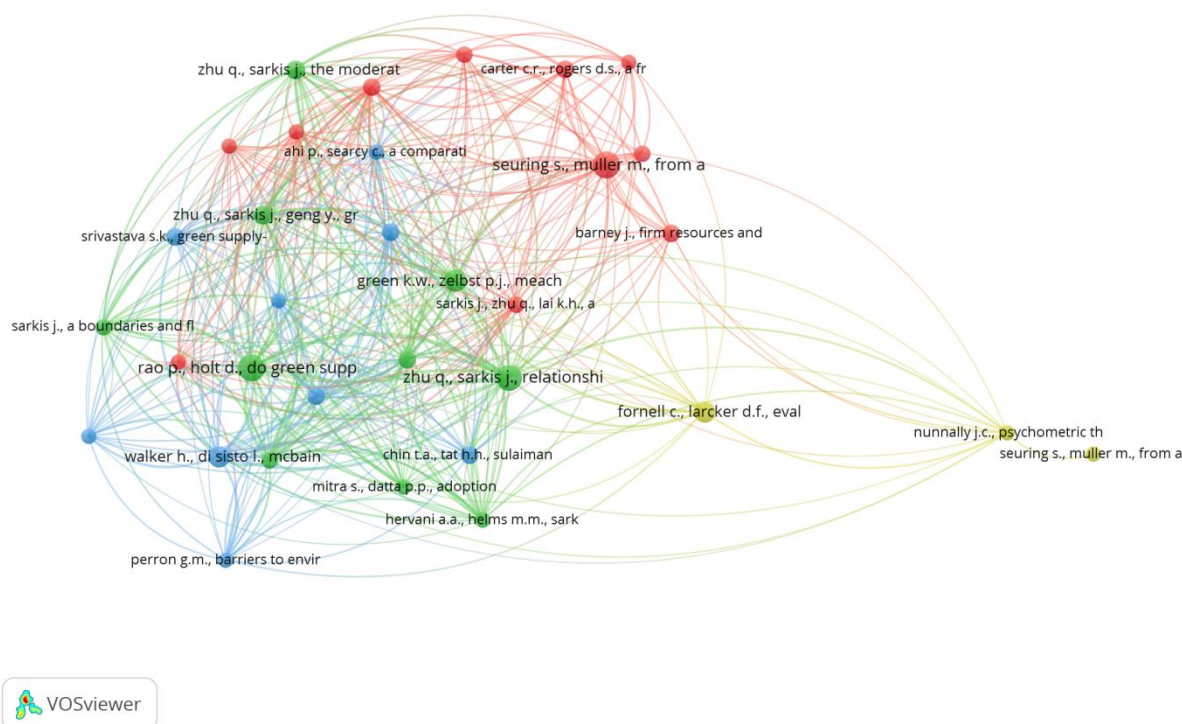 zhu q., sarkis j., the moderat
carter c.r., rogers d.s., a fr
ahi p., searcy c., a comparati
seuring s., muller m., from a
zhu q., sarkis j., geng y., gr
srivastava s.k., green supply-
barney j., firm resources and
green k.w., zelbst p.j., meach
sarkis j., zhu q., lai k.h., a
sarkis j., a boundaries and fl
rao p., holt d., do green supp
zhu q., sarkis j., relationshi
fornell c., larcker d.f., eval
nunnally j.c., psychometric th
seuring s., muller m., from a
walker h., di sisto l., mcbain
chin t.a., tat h.h., sulaiman
mitra s., datta p.p., adoption
hervani a.a., helms m.m., sark
perron g.m., barriers to envir
VOSviewer